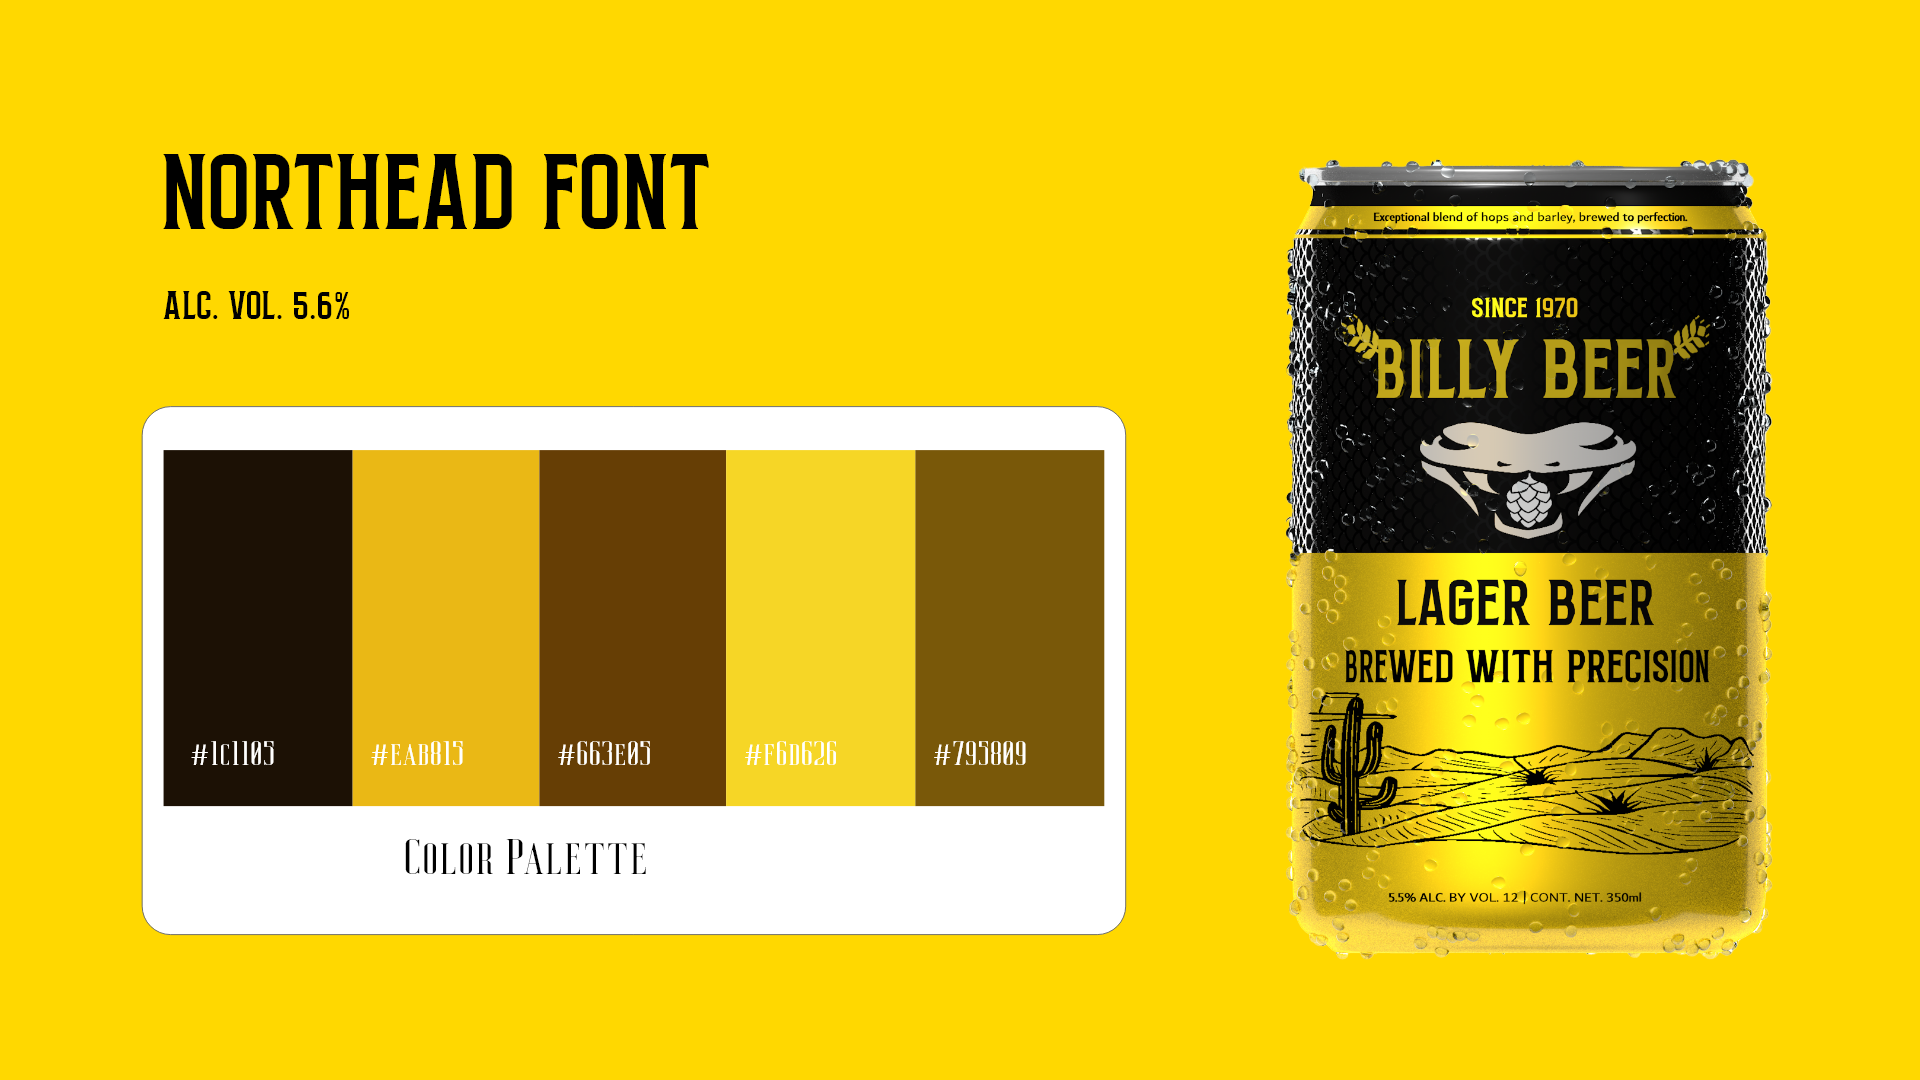 NORTHEAD FONT
ALC. VOL. 5.6%
#1C1105
#EAB815
#663E05
#F6D626
#795809
COLOR PALETTE
Exceptional blend of hops and barley, brewed to perfection.
SINCE 1970
BILLY BEER
LAGER BEER
BREWED WITH PRECISION
5.5% ALC. BY VOL. 12 | CONT. NET. 350ml